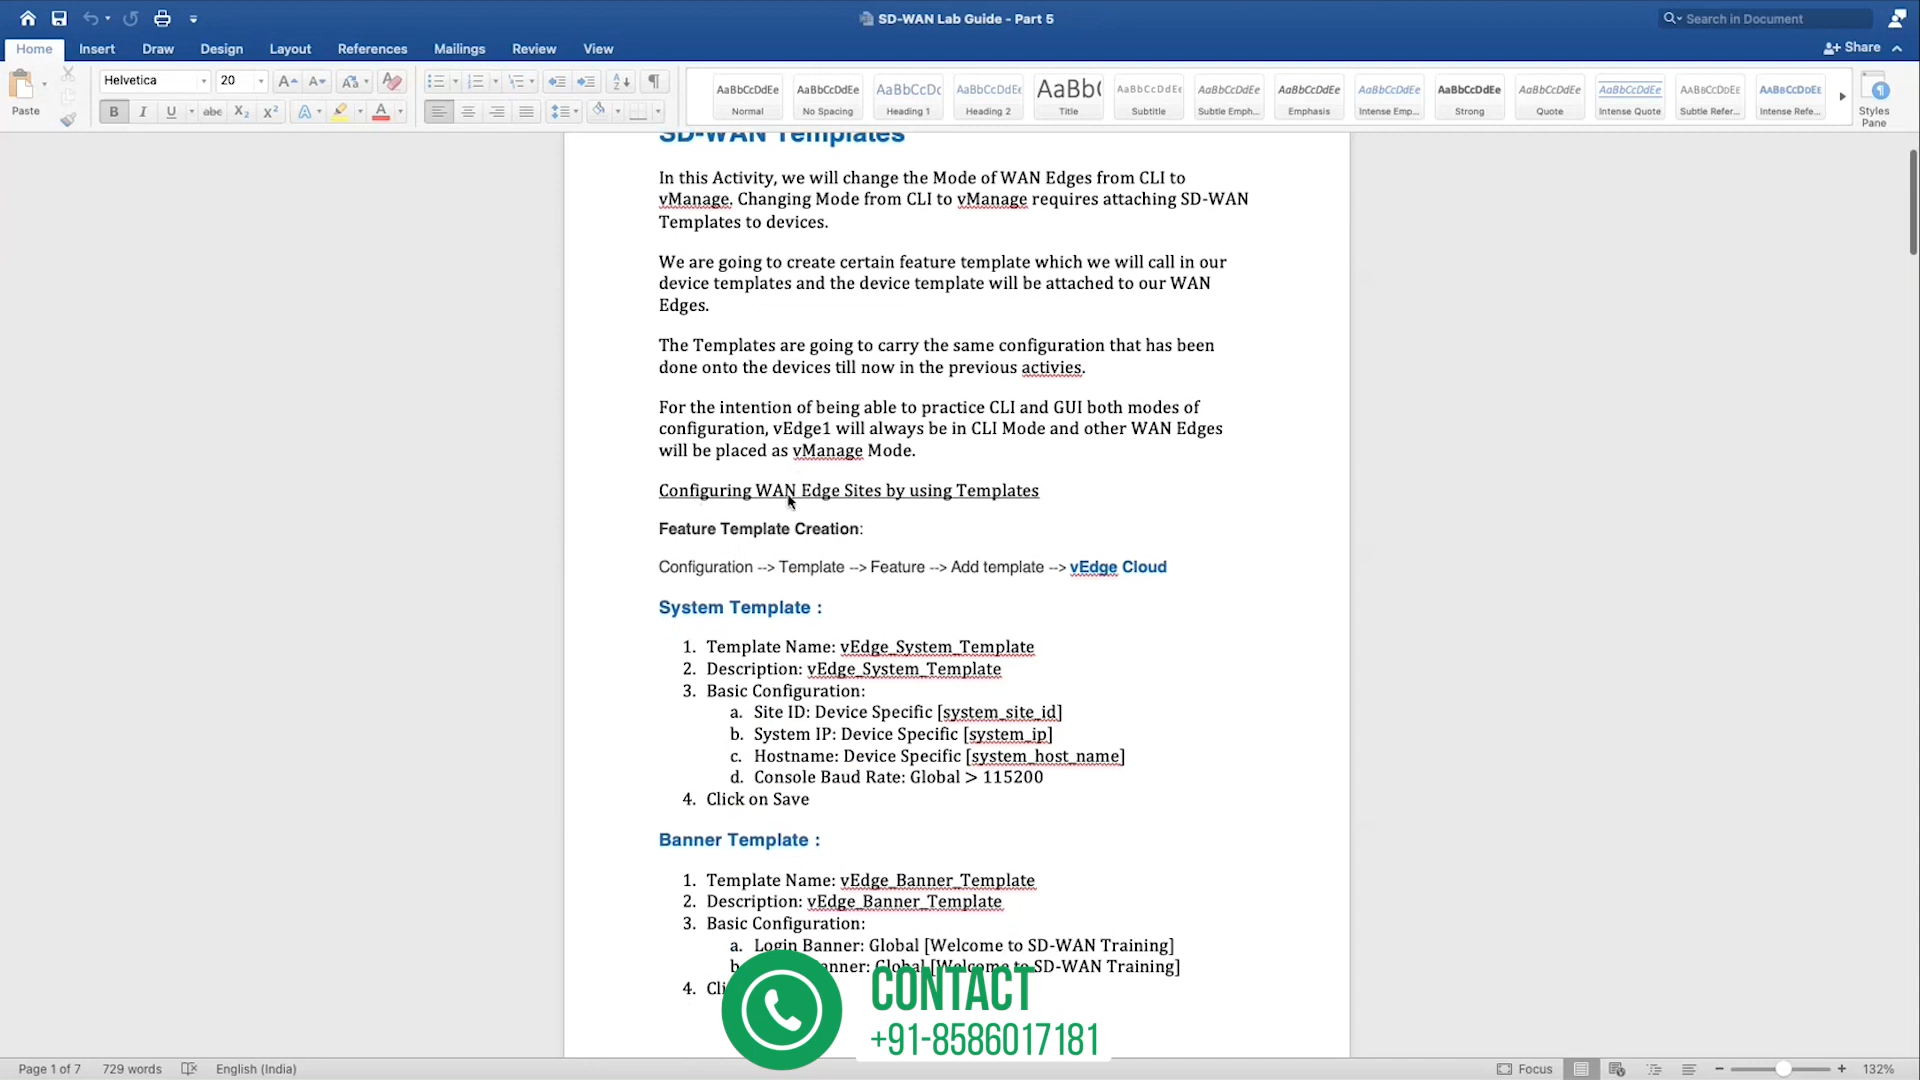 SD-WAN Lab Guide - Part 5
Search in Document
Home Insert Draw Design Layout References Mailings Review View
Share
Paste
Helvetica 20
AaBbCcDdEe Normal
AaBbCcDdEe No Spacing
AaBbCcDc Heading 1
AaBbCcDdEe Heading 2
AaBb( Title
AaBbCcDdEe Subtitle
AaBbCcDdEe Subtle Emph...
AaBbCcDdEe Emphasis
AaBbCcDdEe Intense Emp...
AaBbCcDdEe Strong
AaBbCcDdEe Quote
AaBbCcDdEe Intense Quote
AaBbCcDdEe Subtle Refer...
AaBbCcDdEe Intense Refe...
Styles Pane
SD-WAN Templates
In this Activity, we will change the Mode of WAN Edges from CLI to
vManage. Changing Mode from CLI to vManage requires attaching SD-WAN
Templates to devices.
We are going to create certain feature template which we will call in our
device templates and the device template will be attached to our WAN
Edges.
The Templates are going to carry the same configuration that has been
done onto the devices till now in the previous activies.
For the intention of being able to practice CLI and GUI both modes of
configuration, vEdge1 will always be in CLI Mode and other WAN Edges
will be placed as vManage Mode.
Configuring WAN Edge Sites by using Templates
Feature Template Creation:
Configuration --> Template --> Feature --> Add template --> vEdge Cloud
System Template :
1. Template Name: vEdge_System_Template
2. Description: vEdge_System_Template
3. Basic Configuration:
a. Site ID: Device Specific [system_site_id]
b. System IP: Device Specific [system_ip]
c. Hostname: Device Specific [system_host_name]
d. Console Baud Rate: Global > 115200
4. Click on Save
Banner Template :
1. Template Name: vEdge_Banner_Template
2. Description: vEdge_Banner_Template
3. Basic Configuration:
a. Login Banner: Global [Welcome to SD-WAN Training]
b. nner: Global [Welcome to SD-WAN Training]
4. Cli
CONTACT
+91-8586017181
Page 1 of 7 729 words English (India)
Focus 132%